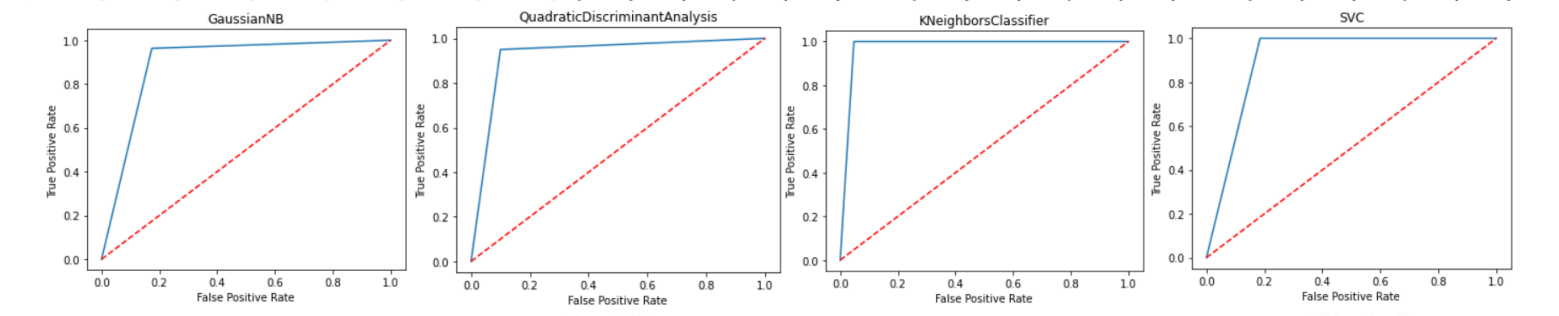 GaussianNB
1.0
0.8
0.6
0.4
0.2
0.0
True Positive Rate
0.0 0.2 0.4 0.6 0.8 1.0
False Positive Rate
QuadraticDiscriminantAnalysis
1.0
0.8
0.6
0.4
0.2
0.0
True Positive Rate
0.0 0.2 0.4 0.6 0.8 1.0
False Positive Rate
KNeighborsClassifier
1.0
0.8
0.6
0.4
0.2
0.0
True Positive Rate
0.0 0.2 0.4 0.6 0.8 1.0
False Positive Rate
SVC
1.0
0.8
0.6
0.4
0.2
0.0
True Positive Rate
0.0 0.2 0.4 0.6 0.8 1.0
False Positive Rate